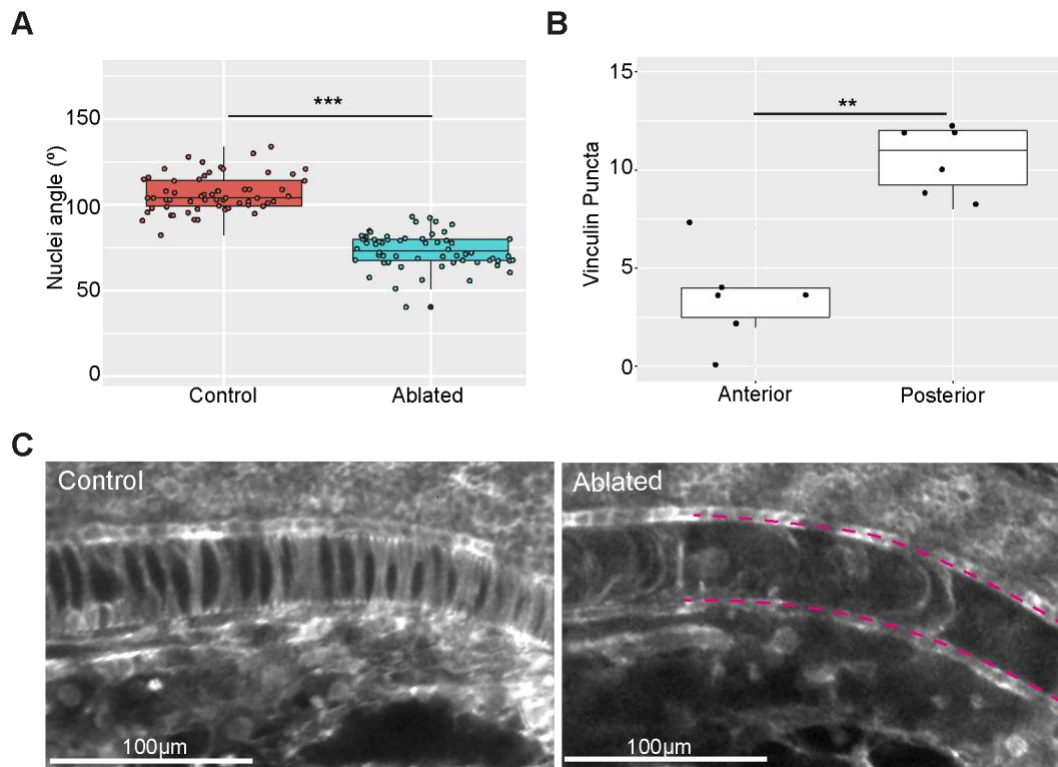 A
Nuclei angle (º)
150
100
50
0
***
Control
Ablated
B
Vinculin Puncta
15
10
5
0
**
Anterior
Posterior
C
Control
100µm
Ablated
100µm